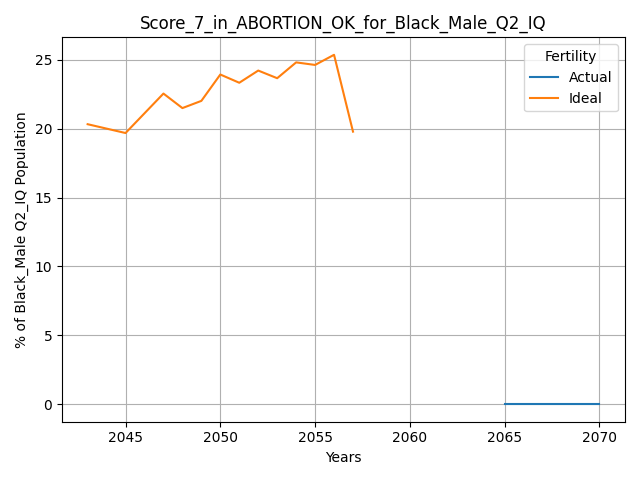 Score_7_in_ABORTION_OK_for_Black_Male_Q2_IQ
Fertility
Actual
Ideal
% of Black_Male Q2_IQ Population
25
20
15
10
5
0
2045 2050 2055 2060 2065 2070
Years